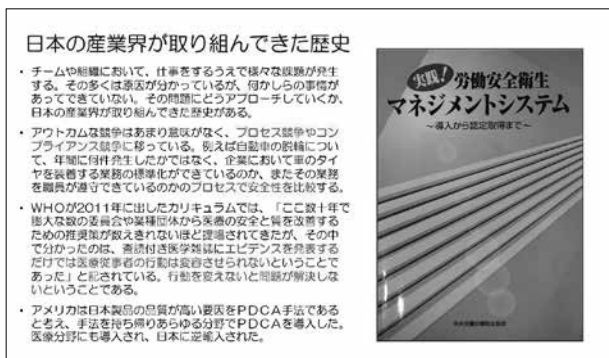 日本の産業界が取り組んできた歴史
・ チームや組織において、仕事をするうえで様々な課題が発生
する。その多くは原因が分かっているが、何かしらの事情が
あってできていない。その問題にどうアプローチしていくか、
日本の産業界が取り組んできた歴史がある。
・ アウトカムな競争はあまり意味がなく、プロセス競争やコン
プライアンス競争に移っている。例えば自動車の脱輪につい
て、年間に何件発生したかではなく、企業において車のタイ
ヤを装着する業務の標準化ができているのか、またその業務
を職員が遵守できているのかのプロセスで安全性を比較する。
・ WHOが2011年に出したカリキュラムでは、「ここ数十年で
膨大な数の委員会や業種団体から医療の安全と質を改善する
ための推奨策が数えきれないほど提唱されてきたが、その中
で分かったのは、査読付き医学雑誌にエビデンスを発表する
だけでは医療従事者の行動は変容させられないということで
あった」と記されている。行動を変えないと問題が解決しな
いということである。
・ アメリカは日本製品の品質が高い要因をPDCA手法である
と考え、手法を持ち帰りあらゆる分野でPDCAを導入した。
医療分野にも導入され、日本に逆輸入された。
実践!
労働安全衛生
マネジメントシステム
～導入から認定取得まで～